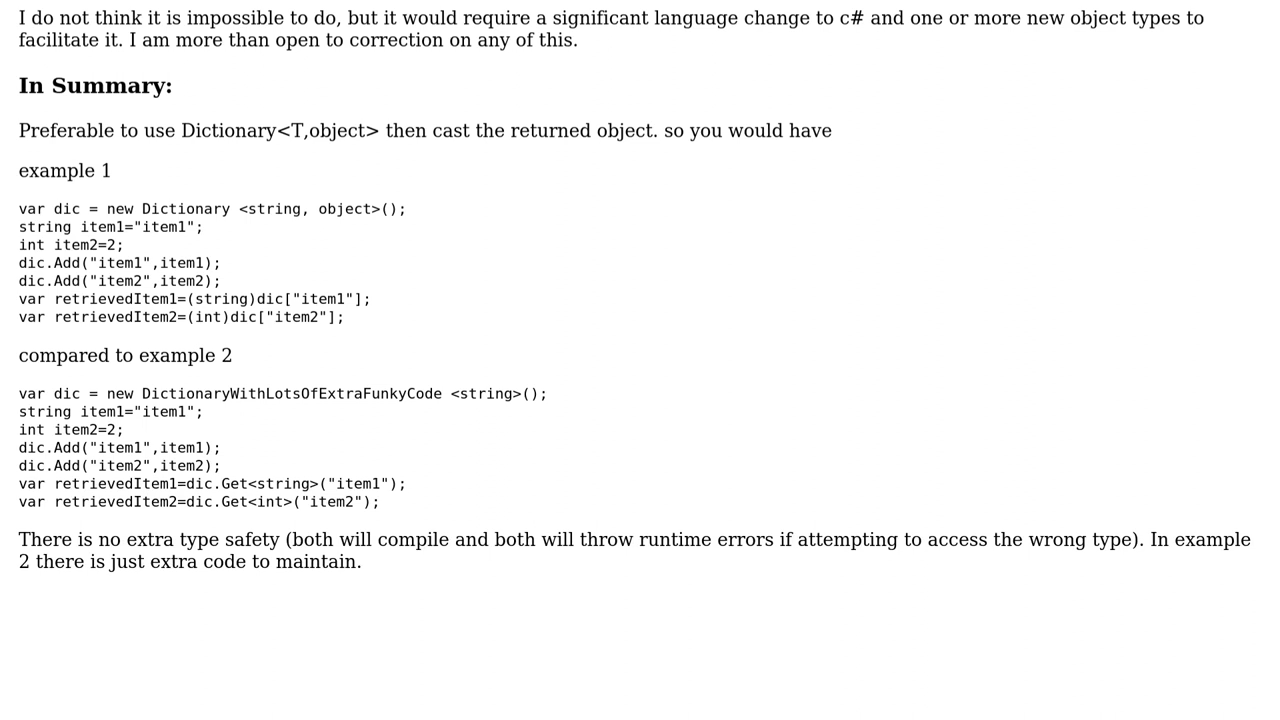 I do not think it is impossible to do, but it would require a significant language change to c# and one or more new object types to
facilitate it. I am more than open to correction on any of this.
In Summary:
Preferable to use Dictionary<T,object> then cast the returned object. so you would have
example 1
var dic = new Dictionary <string, object>();
string item1="item1";
int item2=2;
dic.Add("item1",item1);
dic.Add("item2",item2);
var retrievedItem1=(string)dic["item1"];
var retrievedItem2=(int)dic["item2"];
compared to example 2
var dic = new DictionaryWithLotsOfExtraFunkyCode <string>();
string item1="item1";
int item2=2;
dic.Add("item1",item1);
dic.Add("item2",item2);
var retrievedItem1=dic.Get<string>("item1");
var retrievedItem2=dic.Get<int>("item2");
There is no extra type safety (both will compile and both will throw runtime errors if attempting to access the wrong type). In example
2 there is just extra code to maintain.